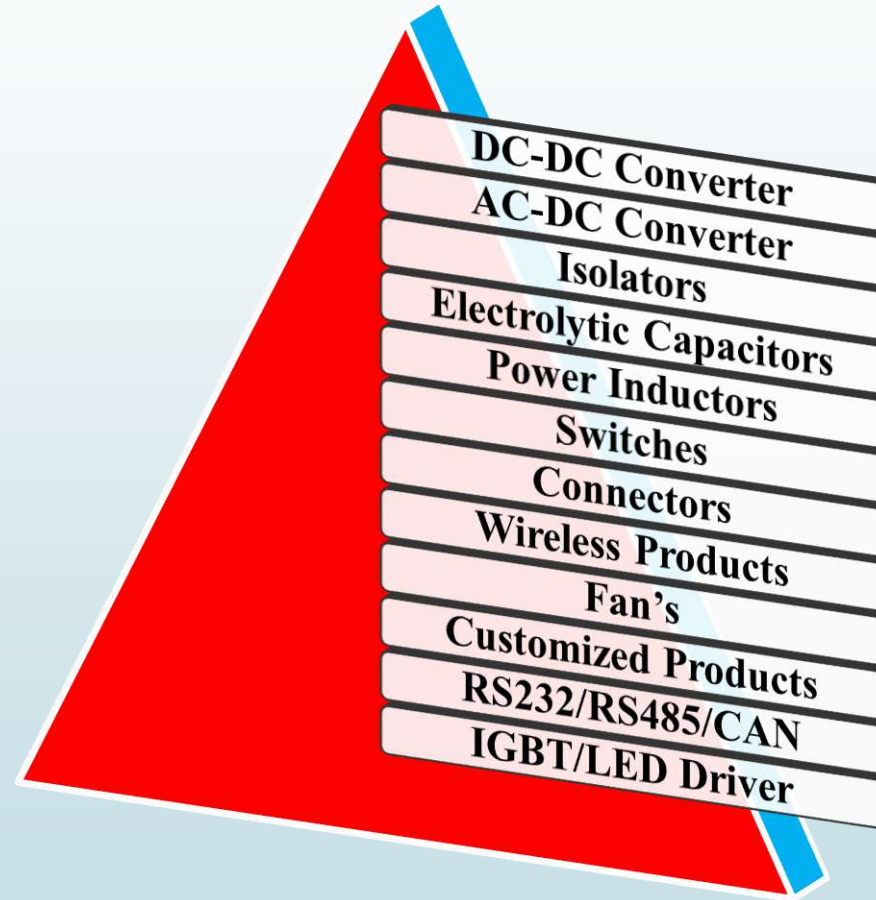 DC-DC Converter
AC-DC Converter
Isolators
Electrolytic Capacitors
Power Inductors
Switches
Connectors
Wireless Products
Fan’s
Customized Products
RS232/RS485/CAN
IGBT/LED Driver